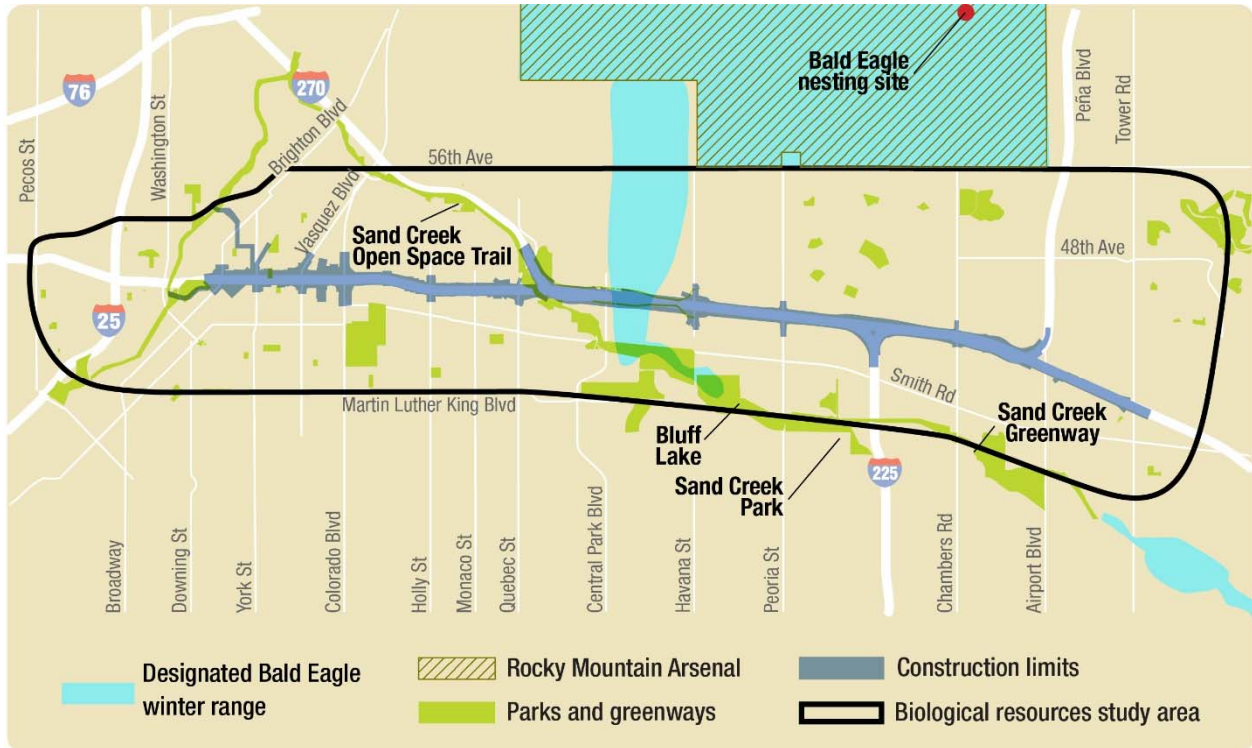 76
270
Bald Eagle
nesting site
Pecos St
Washington St
Brighton Blvd
Vasquez Blvd
56th Ave
Peña Blvd
Tower Rd
48th Ave
Sand Creek
Open Space Trail
25
Martin Luther King Blvd
Smith Rd
Bluff
Lake
Sand Creek
Greenway
Sand Creek
Park
225
Broadway
Downing St
York St
Colorado Blvd
Holly St
Monaco St
Quebec St
Central Park Blvd
Havana St
Peoria St
Chambers Rd
Airport Blvd
Designated Bald Eagle
winter range
Rocky Mountain Arsenal
Parks and greenways
Construction limits
Biological resources study area